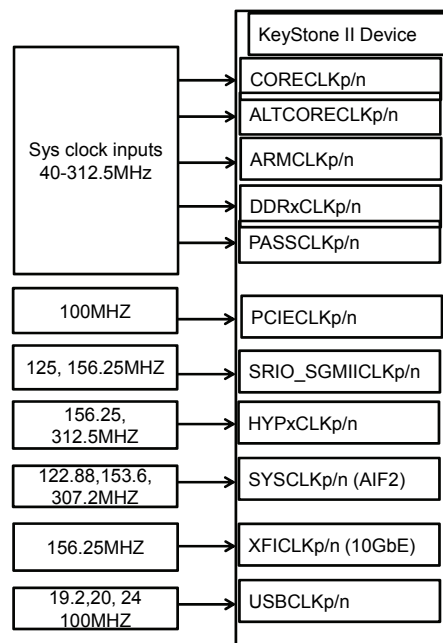 KeyStone II Device
Sys clock inputs
40-312.5MHz
CORECLKp/n
ALTCORECLKp/n
ARMCLKp/n
DDRxCLKp/n
PASSCLKp/n
100MHZ
PCIECLKp/n
125, 156.25MHZ
SRIO_SGMIICLKp/n
156.25,
312.5MHZ
HYPxCLKp/n
122.88,153.6,
307.2MHZ
SYSCLKp/n (AIF2)
156.25MHZ
XFICLKp/n (10GbE)
19.2,20, 24
100MHZ
USBCLKp/n